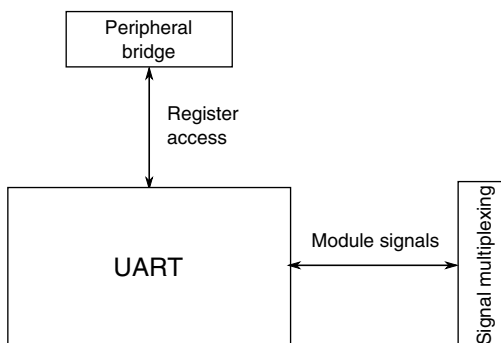 Peripheral
bridge
Register
access
Module signals
UART
Signal multiplexing